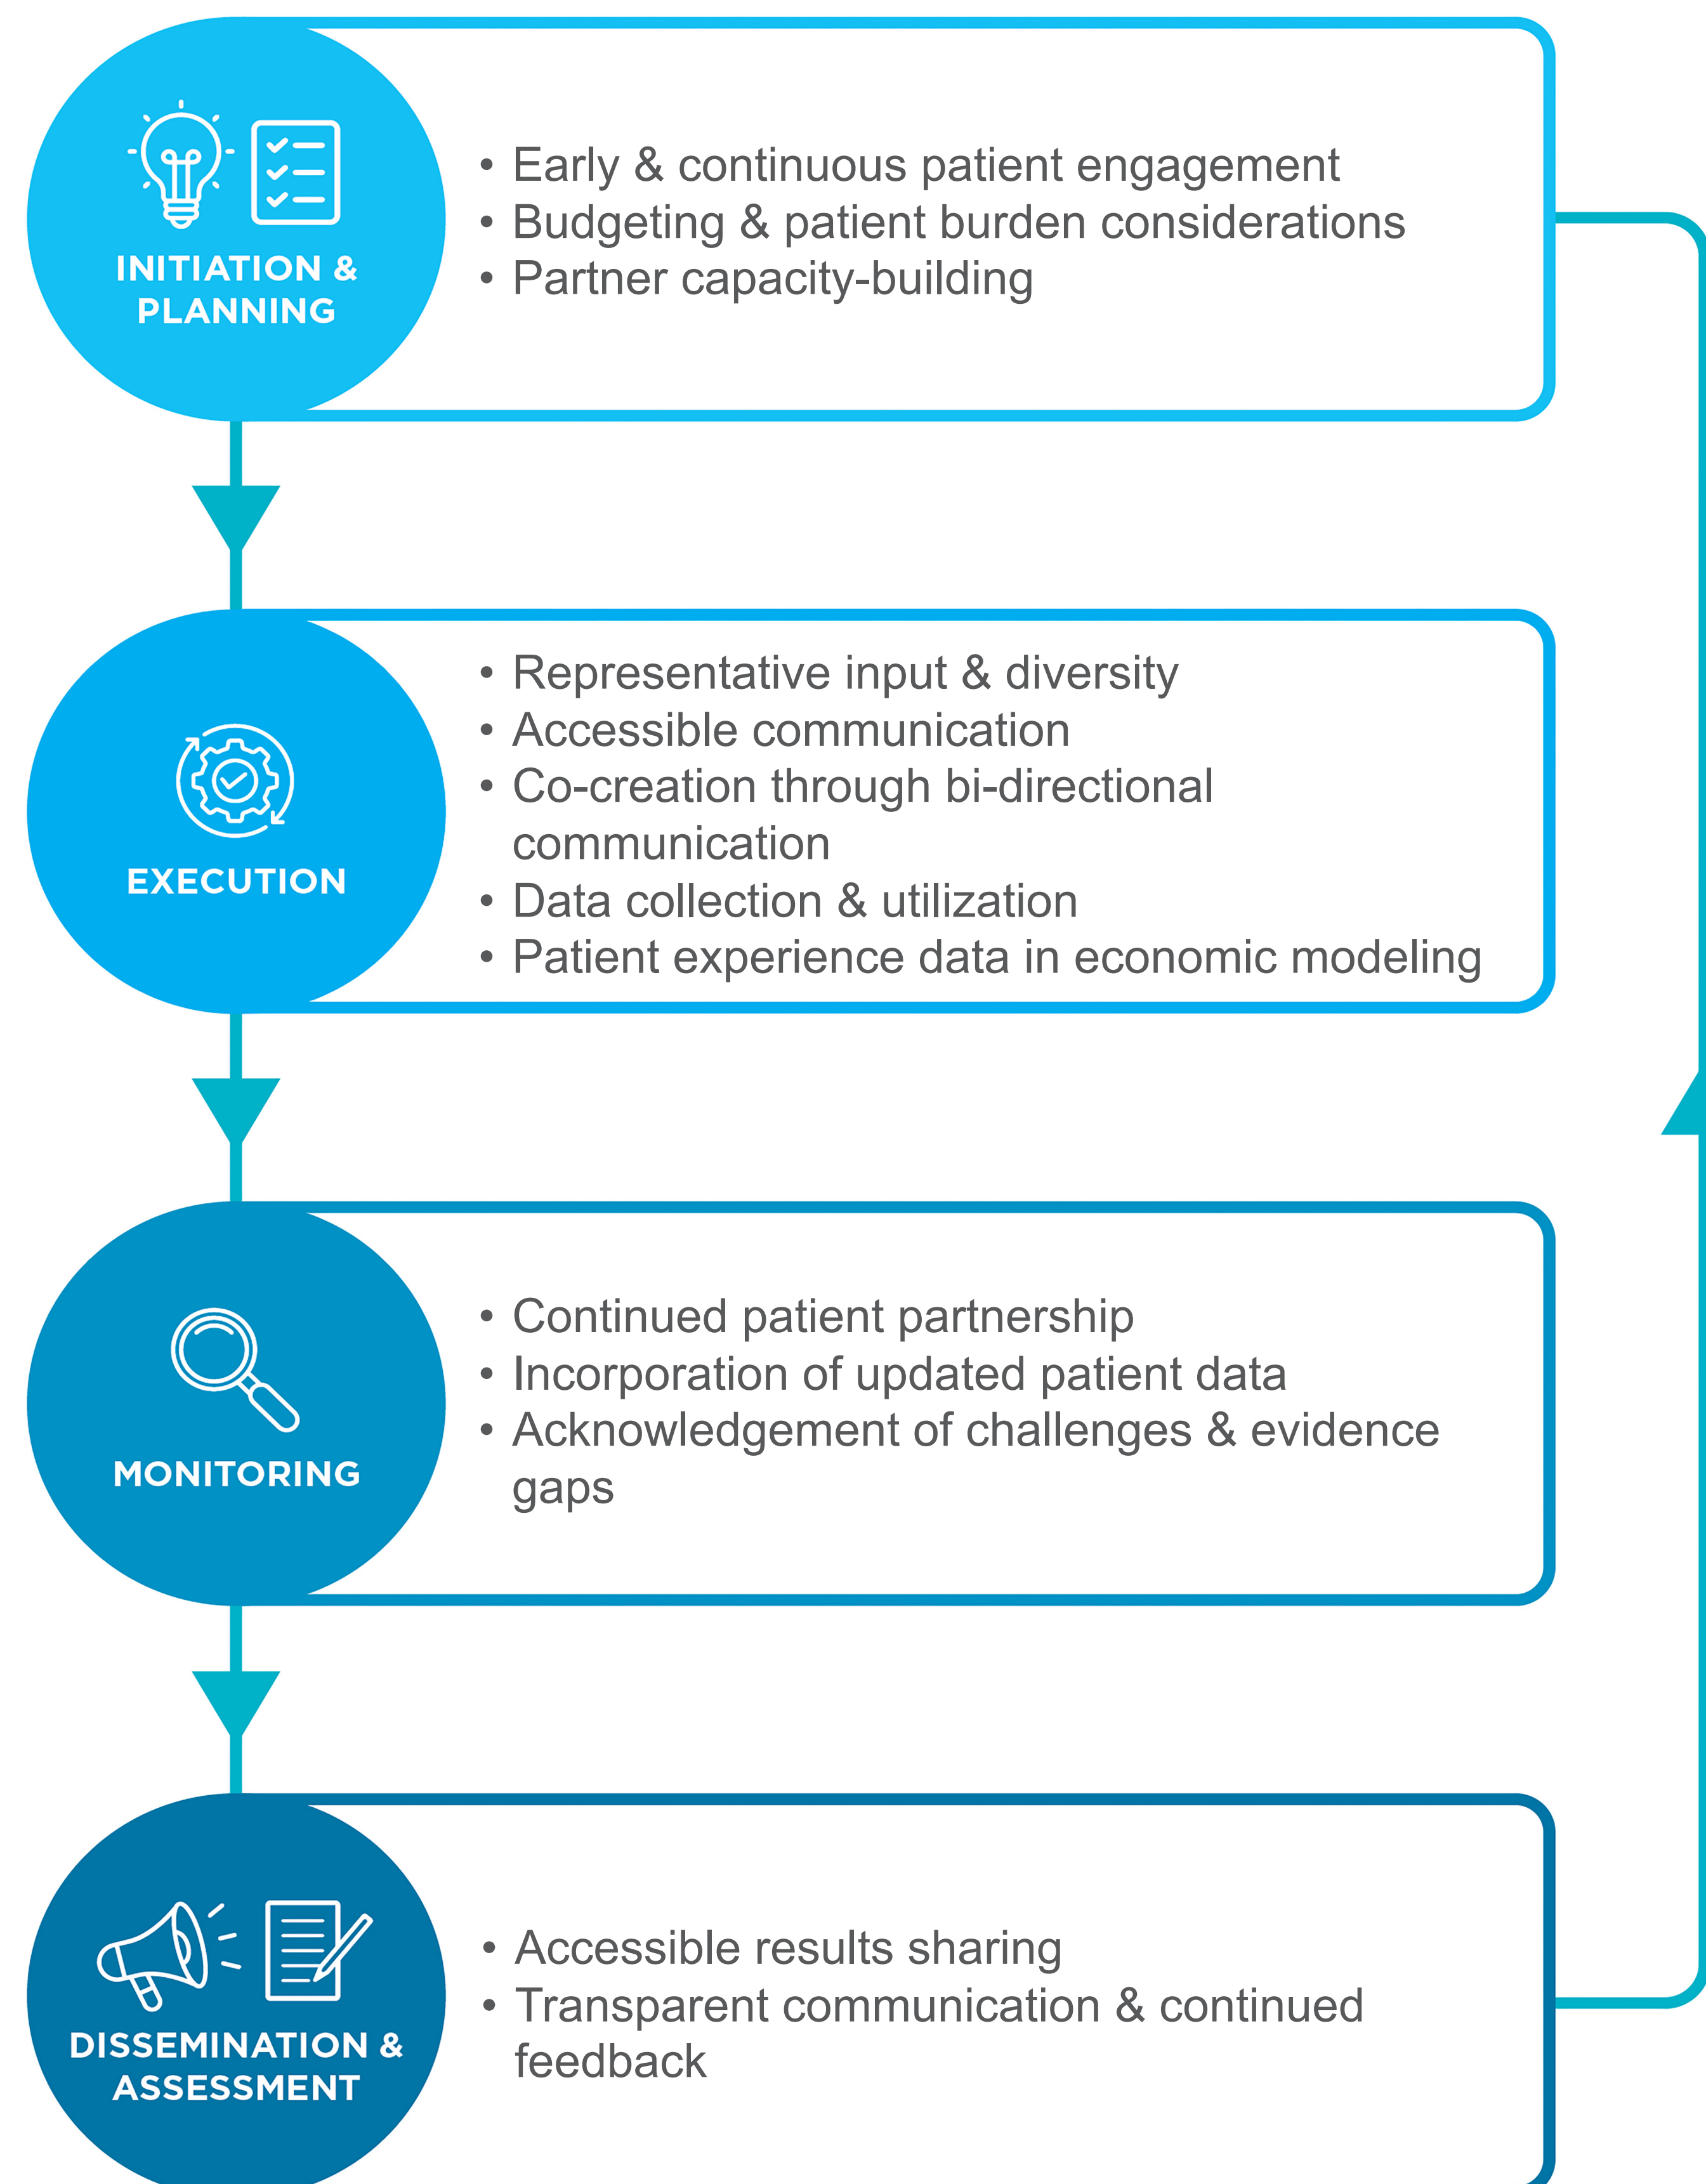 INITIATION &
PLANNING
• Early & continuous patient engagement
• Budgeting & patient burden considerations
• Partner capacity-building
EXECUTION
• Representative input & diversity
• Accessible communication
• Co-creation through bi-directional
communication
• Data collection & utilization
• Patient experience data in economic modeling
MONITORING
• Continued patient partnership
• Incorporation of updated patient data
• Acknowledgement of challenges & evidence
gaps
DISSEMINATION &
ASSESSMENT
• Accessible results sharing
• Transparent communication & continued
feedback